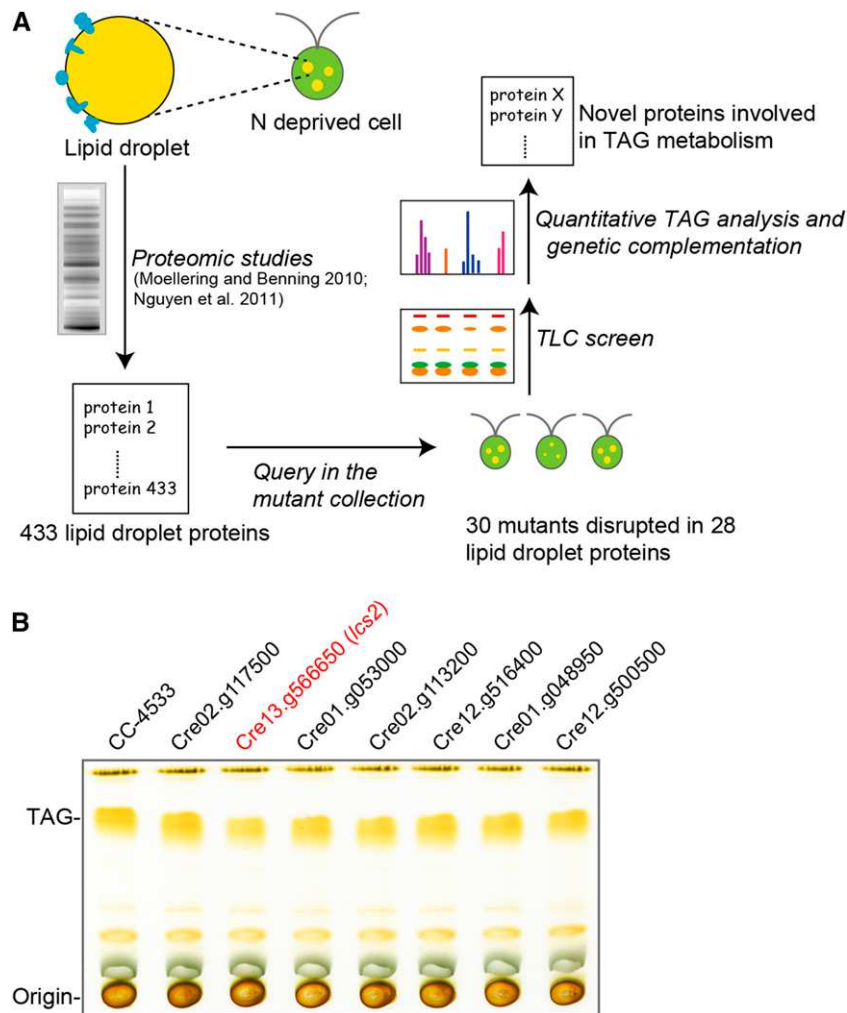 A
Lipid droplet
N deprived cell
Proteomic studies
(Moellering and Benning 2010;
Nguyen et al. 2011)
protein 1
protein 2
protein 433
433 lipid droplet proteins
Query in the
mutant collection
30 mutants disrupted in 28
lipid droplet proteins
TLC screen
Quantitative TAG analysis and
genetic complementation
protein X
protein Y
Novel proteins involved
in TAG metabolism
B
CC-4533
Cre02.g117500
Cre13.g566650 (lcs2)
Cre01.g053000
Cre02.g113200
Cre12.g516400
Cre01.g048950
Cre12.g500500
TAG-
Origin-